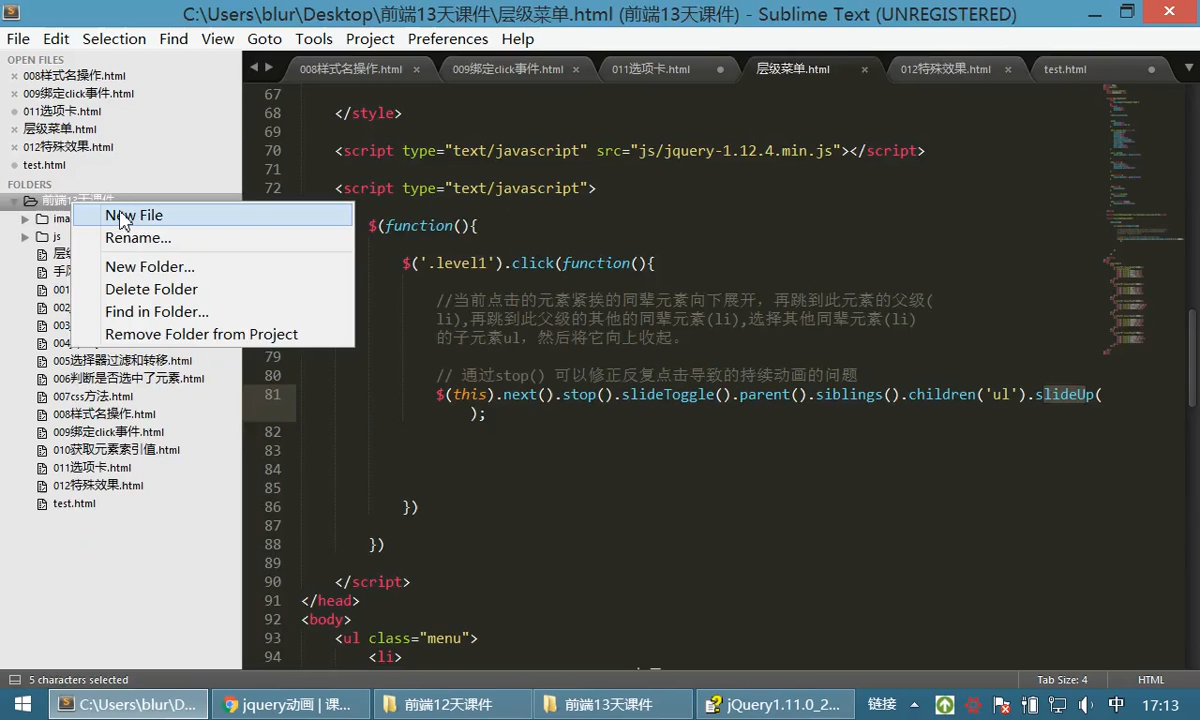 C:\Users\blur\Desktop\前端13天课件\层级菜单.html (前端13天课件) - Sublime Text (UNREGISTERED)
File Edit Selection Find View Goto Tools Project Preferences Help
OPEN FILES
008样式名操作.html
009绑定click事件.html
011选项卡.html
层级菜单.html
012特殊效果.html
test.html
FOLDERS
前端13天课件
ima
js
层级
手风
001
002
003
004
005选择器过滤和转移.html
006判断是否选中了元素.html
007css方法.html
008样式名操作.html
009绑定click事件.html
010获取元素索引值.html
011选项卡.html
012特殊效果.html
test.html
New File
Rename...
New Folder...
Delete Folder
Find in Folder...
Remove Folder from Project
008样式名操作.html 009绑定click事件.html 011选项卡.html 层级菜单.html 012特殊效果.html test.html
67
68 </style>
69
70 <script type="text/javascript" src="js/jquery-1.12.4.min.js"></script>
71
72 <script type="text/javascript">
$(function(){
$('.level1').click(function(){
//当前点击的元素紧挨的同辈元素向下展开，再跳到此元素的父级(
li),再跳到此父级的其他的同辈元素(li),选择其他同辈元素(li)
的子元素ul，然后将它向上收起。
79
80 // 通过stop() 可以修正反复点击导致的持续动画的问题
81 $(this).next().stop().slideToggle().parent().siblings().children('ul').slideUp(
);
82
83
84
85
86 })
87
88 })
89
90 </script>
91 </head>
92 <body>
93 <ul class="menu">
94 <li>
5 characters selected Tab Size: 4 HTML
C:\Users\blur\D... jquery动画 | 课... 前端12天课件 前端13天课件 jQuery1.11.0_2... 链接 中 17:13